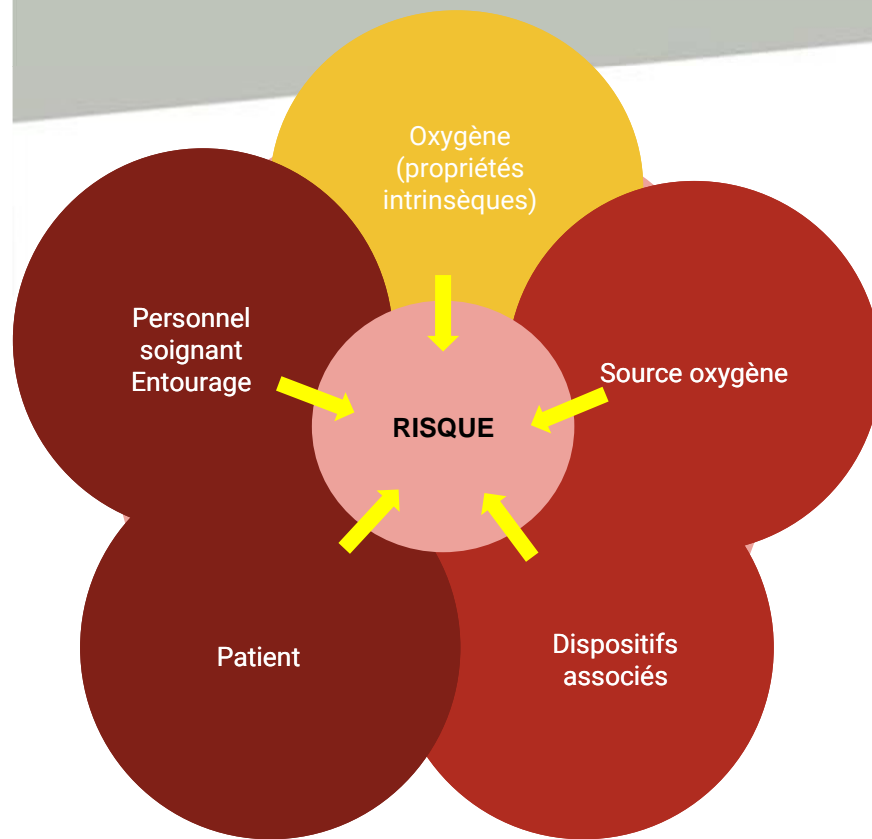 Oxygène
(propriétés
intrinsèques)
Personnel
soignant
Entourage
Source oxygène
RISQUE
Patient
Dispositifs
associés